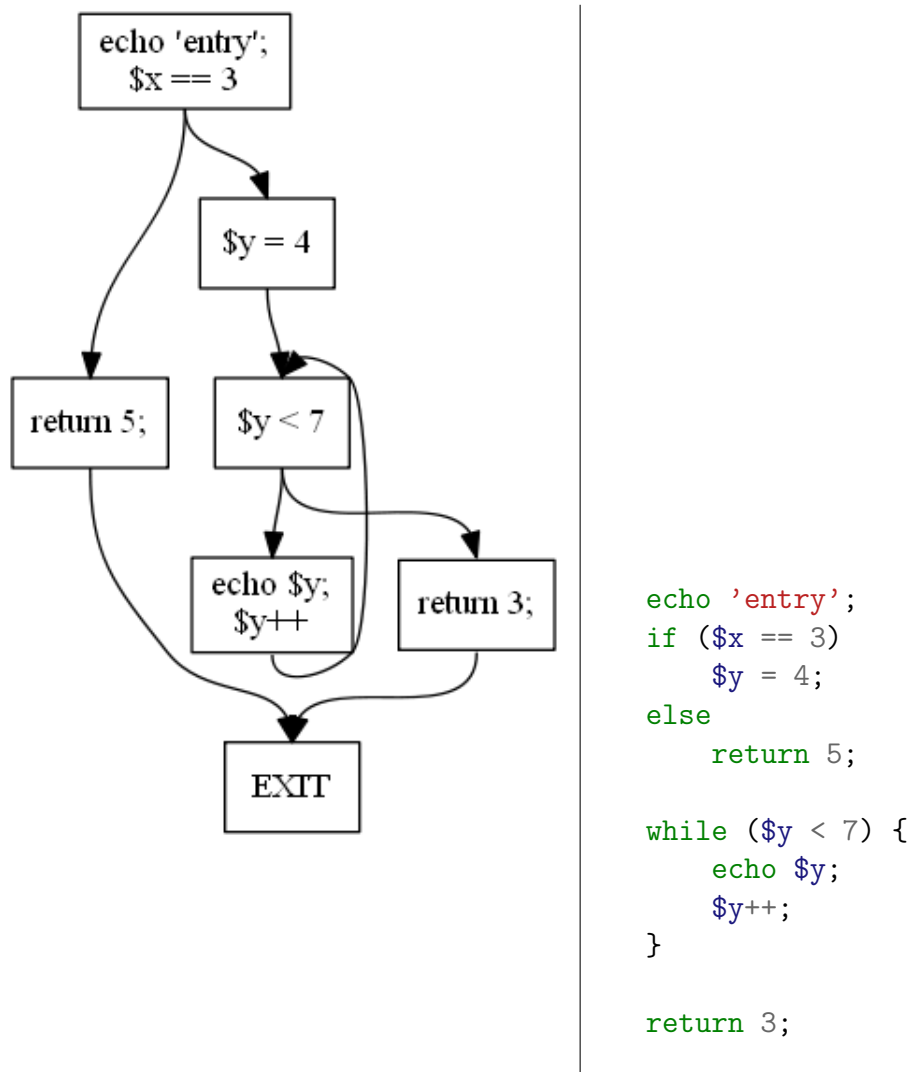 echo 'entry';
$x == 3
$y = 4
return 5;
$y < 7
echo $y;
$y++
return 3;
EXIT
echo 'entry';
if ($x == 3)
    $y = 4;
else
    return 5;
while ($y < 7) {
    echo $y;
    $y++;
}
return 3;